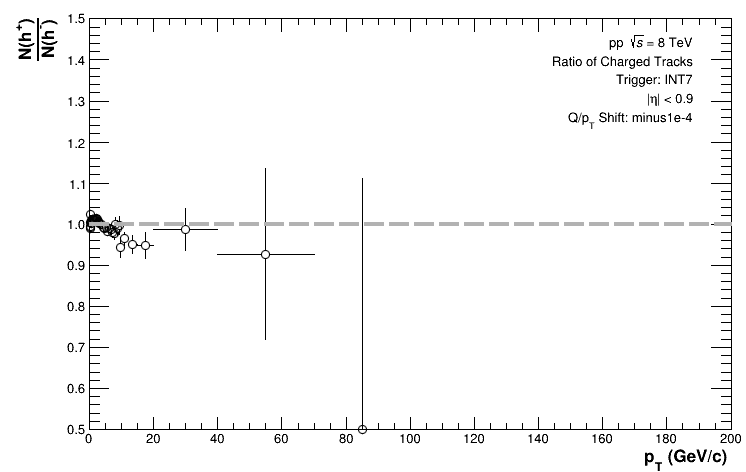 N(h⁺)
N(h⁻)
1.5
1.4
1.3
1.2
1.1
1.0
0.9
0.8
0.7
0.6
0.5
pp √s = 8 TeV
Ratio of Charged Tracks
Trigger: INT7
|η| < 0.9
Q/p_T Shift: minus1e-4
0 20 40 60 80 100 120 140 160 180 200
p_T (GeV/c)